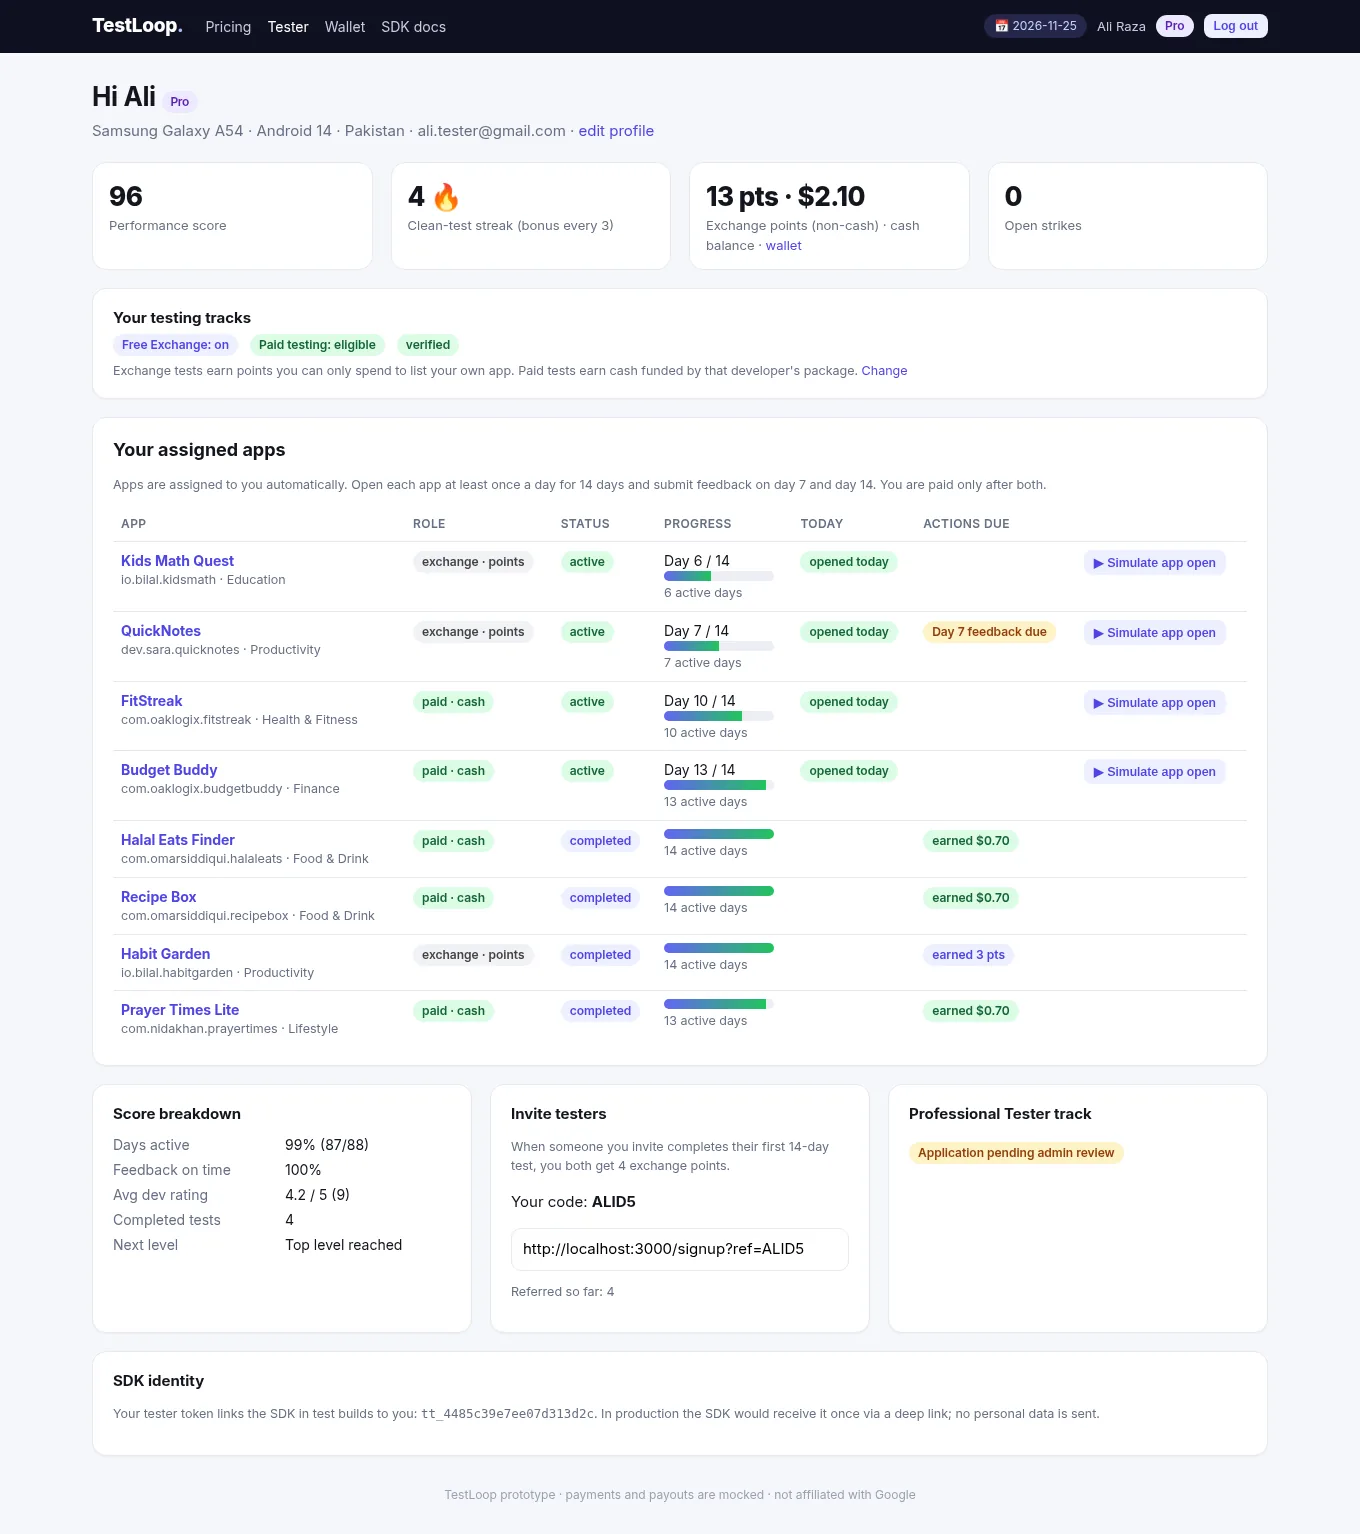 TestLoop. Pricing Tester Wallet SDK docs 📅 2026-11-25 Ali Raza Pro Log out
Hi Ali Pro
Samsung Galaxy A54 · Android 14 · Pakistan · ali.tester@gmail.com · edit profile
96
Performance score
4 🔥
Clean-test streak (bonus every 3)
13 pts · $2.10
Exchange points (non-cash) · cash
balance · wallet
0
Open strikes
Your testing tracks
Free Exchange: on Paid testing: eligible verified
Exchange tests earn points you can only spend to list your own app. Paid tests earn cash funded by that developer's package. Change
Your assigned apps
Apps are assigned to you automatically. Open each app at least once a day for 14 days and submit feedback on day 7 and day 14. You are paid only after both.
APP ROLE STATUS PROGRESS TODAY ACTIONS DUE
Kids Math Quest exchange · points active Day 6 / 14 opened today ▶ Simulate app open
io.bilal.kidsmath · Education
6 active days
QuickNotes exchange · points active Day 7 / 14 opened today Day 7 feedback due ▶ Simulate app open
dev.sara.quicknotes · Productivity
7 active days
FitStreak paid · cash active Day 10 / 14 opened today ▶ Simulate app open
com.oaklogix.fitstreak · Health & Fitness
10 active days
Budget Buddy paid · cash active Day 13 / 14 opened today ▶ Simulate app open
com.oaklogix.budgetbuddy · Finance
13 active days
Halal Eats Finder paid · cash completed earned $0.70
com.omarsiddiqui.halaleats · Food & Drink 14 active days
Recipe Box paid · cash completed earned $0.70
com.omarsiddiqui.recipebox · Food & Drink 14 active days
Habit Garden exchange · points completed earned 3 pts
io.bilal.habitgarden · Productivity 14 active days
Prayer Times Lite paid · cash completed earned $0.70
com.nidakhan.prayertimes · Lifestyle 13 active days
Score breakdown
Days active 99% (87/88)
Feedback on time 100%
Avg dev rating 4.2 / 5 (9)
Completed tests 4
Next level Top level reached
Invite testers
When someone you invite completes their first 14-day
test, you both get 4 exchange points.
Your code: ALID5
http://localhost:3000/signup?ref=ALID5
Referred so far: 4
Professional Tester track
Application pending admin review
SDK identity
Your tester token links the SDK in test builds to you: tt_4485c39e7ee07d313d2c. In production the SDK would receive it once via a deep link; no personal data is sent.
TestLoop prototype · payments and payouts are mocked · not affiliated with Google